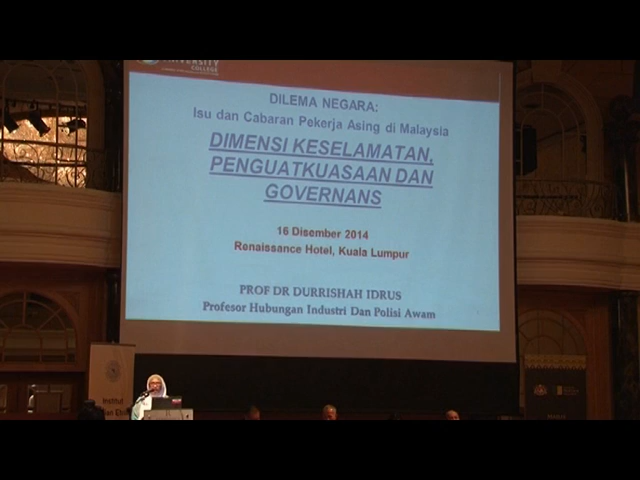 UNIVERSITY
COLLEGE
DILEMA NEGARA:
Isu dan Cabaran Pekerja Asing di Malaysia
DIMENSI KESELAMATAN,
PENGUATKUASAAN DAN
GOVERNANS
16 Disember 2014
Renaissance Hotel, Kuala Lumpur
PROF DR DURRISHAH IDRUS
Profesor Hubungan Industri Dan Polisi Awam
Institut